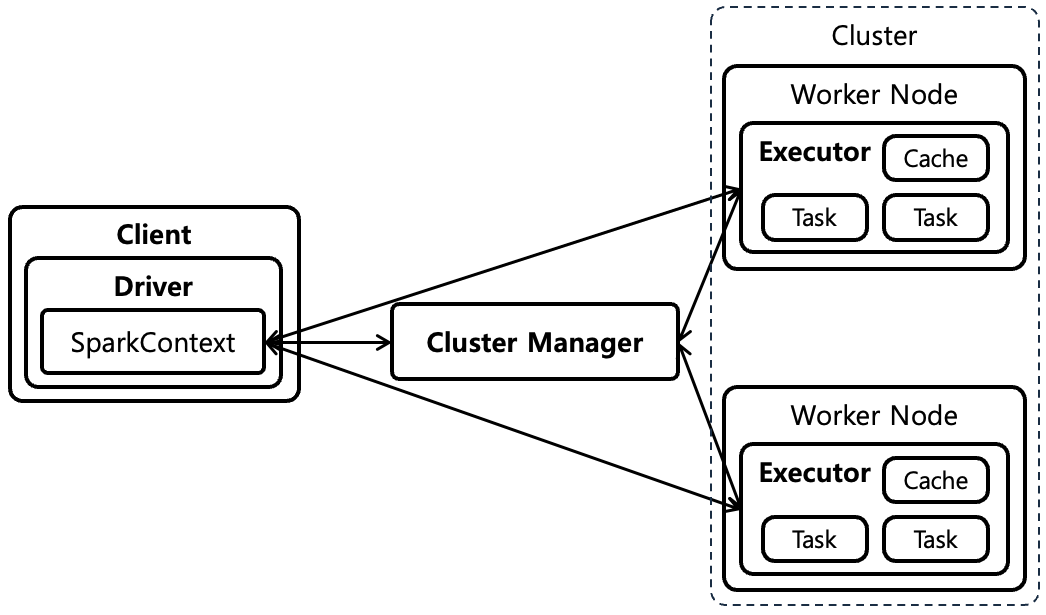 Cluster
Worker Node
Executor
Cache
Task
Task
Client
Driver
SparkContext
Cluster Manager
Worker Node
Executor
Cache
Task
Task